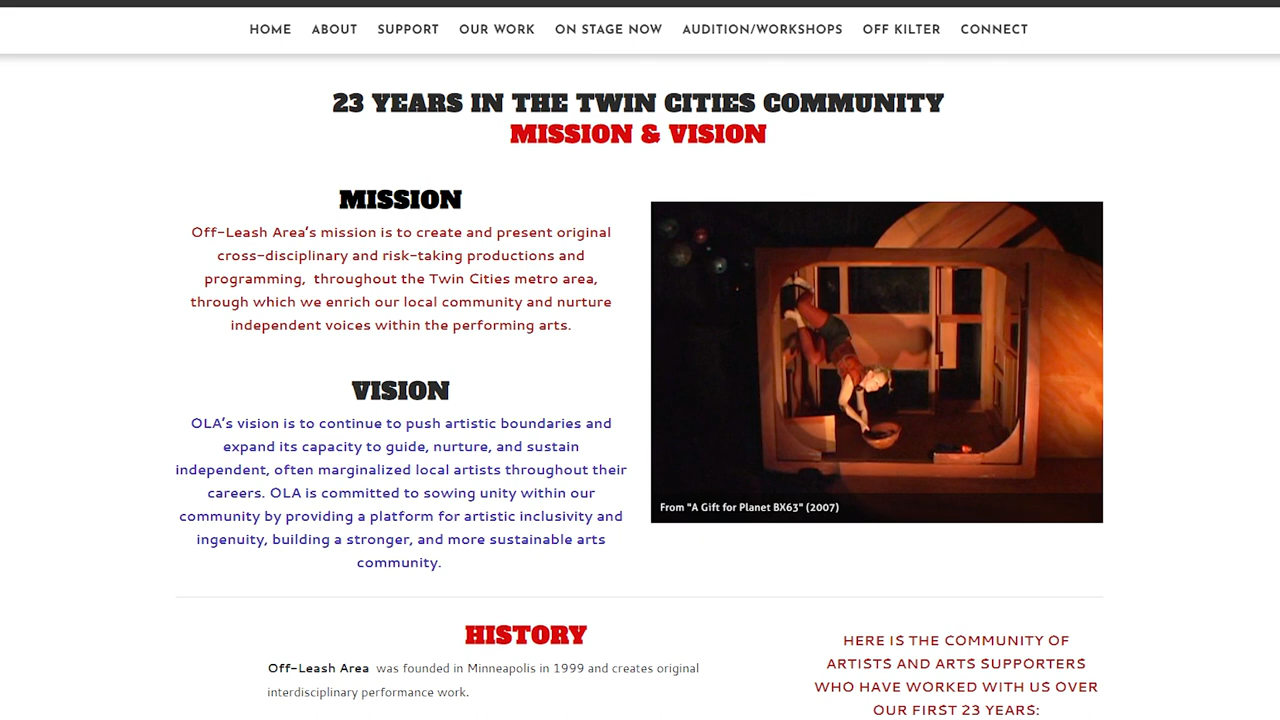 HOME ABOUT SUPPORT OUR WORK ON STAGE NOW AUDITION/WORKSHOPS OFF KILTER CONNECT
23 YEARS IN THE TWIN CITIES COMMUNITY
MISSION & VISION
MISSION
Off-Leash Area's mission is to create and present original
cross-disciplinary and risk-taking productions and
programming, throughout the Twin Cities metro area,
through which we enrich our local community and nurture
independent voices within the performing arts.
VISION
OLA's vision is to continue to push artistic boundaries and
expand its capacity to guide, nurture, and sustain
independent, often marginalized local artists throughout their
careers. OLA is committed to sowing unity within our
community by providing a platform for artistic inclusivity and
ingenuity, building a stronger, and more sustainable arts
community.
From "A Gift for Planet BX63" (2007)
HISTORY
Off-Leash Area was founded in Minneapolis in 1999 and creates original
interdisciplinary performance work.
HERE IS THE COMMUNITY OF
ARTISTS AND ARTS SUPPORTERS
WHO HAVE WORKED WITH US OVER
OUR FIRST 23 YEARS: